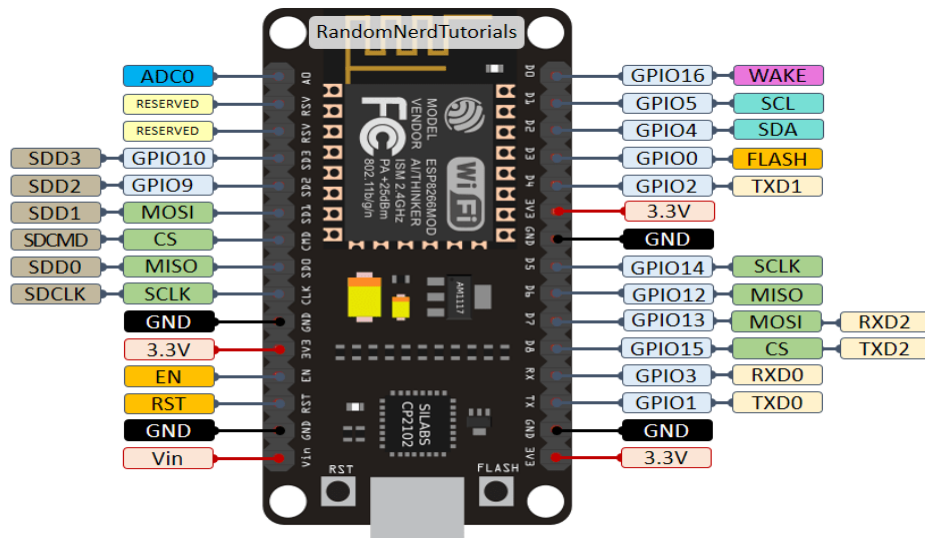 RandomNerdTutorials
ADC0
RESERVED
RESERVED
SDD3 GPIO10
SDD2 GPIO9
SDD1 MOSI
SDCMD CS
SDD0 MISO
SDCLK SCLK
GND
3.3V
EN
RST
GND
Vin
A0
RSV
RSV
SD3
SD2
SD1
CMD
SD0
CLK
GND
3V3
EN
RST
GND
Vin
MODEL
VENDOR
ESP8266MOD
AI/THINKER
ISM 2.4GHz
PA +25dBm
802.11b/g/n
FC
Wi Fi
AM1117
SILABS
CP2102
RST
FLASH
D0
D1
D2
D3
D4
3V3
GND
D5
D6
D7
D8
RX
TX
GND
3V3
GPIO16 WAKE
GPIO5 SCL
GPIO4 SDA
GPIO0 FLASH
GPIO2 TXD1
3.3V
GND
GPIO14 SCLK
GPIO12 MISO
GPIO13 MOSI RXD2
GPIO15 CS TXD2
GPIO3 RXD0
GPIO1 TXD0
GND
3.3V